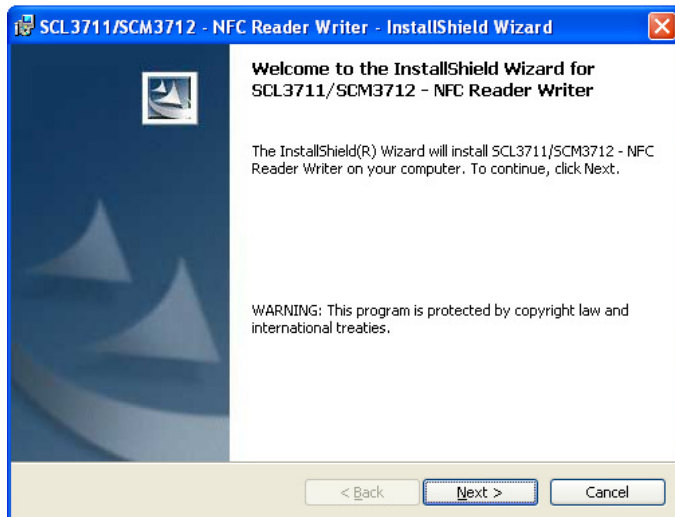 SCL3711/SCM3712 - NFC Reader Writer - InstallShield Wizard
Welcome to the InstallShield Wizard for
SCL3711/SCM3712 - NFC Reader Writer
The InstallShield(R) Wizard will install SCL3711/SCM3712 - NFC
Reader Writer on your computer. To continue, click Next.
WARNING: This program is protected by copyright law and
international treaties.
< Back
Next >
Cancel